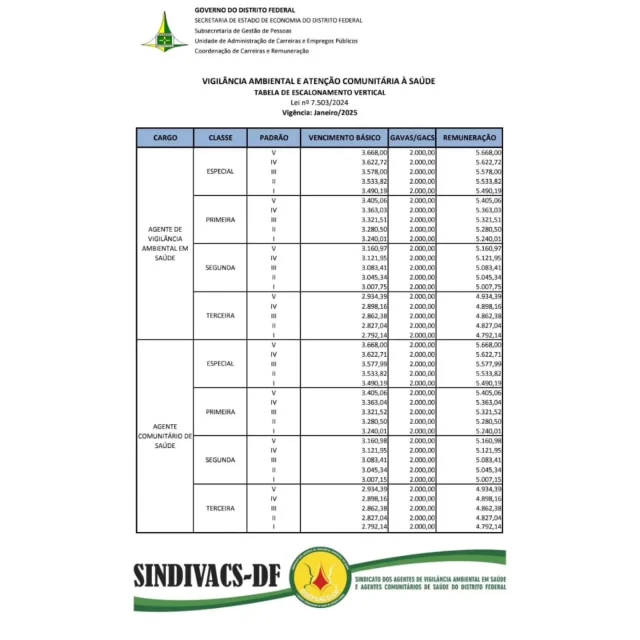 GOVERNO DO DISTRITO FEDERAL
SECRETARIA DE ESTADO DE ECONOMIA DO DISTRITO FEDERAL
Subsecretaria de Gestão de Pessoas
Unidade de Administração de Carreiras e Empregos Públicos
Coordenação de Carreiras e Remuneração
VIGILÂNCIA AMBIENTAL E ATENÇÃO COMUNITÁRIA À SAÚDE
TABELA DE ESCALONAMENTO VERTICAL
Lei nº 7.503/2024
Vigência: Janeiro/2025
CARGO CLASSE PADRÃO VENCIMENTO BÁSICO GAVAS/GACS REMUNERAÇÃO
AGENTE DE
VIGILÂNCIA
AMBIENTAL EM
SAÚDE
ESPECIAL
V 3.668,00 2.000,00 5.668,00
IV 3.622,72 2.000,00 5.622,72
III 3.578,00 2.000,00 5.578,00
II 3.533,82 2.000,00 5.533,82
I 3.490,19 2.000,00 5.490,19
PRIMEIRA
V 3.405,06 2.000,00 5.405,06
IV 3.363,03 2.000,00 5.363,03
III 3.321,51 2.000,00 5.321,51
II 3.280,50 2.000,00 5.280,50
I 3.240,01 2.000,00 5.240,01
SEGUNDA
V 3.160,97 2.000,00 5.160,97
IV 3.121,95 2.000,00 5.121,95
III 3.083,41 2.000,00 5.083,41
II 3.045,34 2.000,00 5.045,34
I 3.007,75 2.000,00 5.007,75
TERCEIRA
V 2.934,39 2.000,00 4.934,39
IV 2.898,16 2.000,00 4.898,16
III 2.862,38 2.000,00 4.862,38
II 2.827,04 2.000,00 4.827,04
I 2.792,14 2.000,00 4.792,14
AGENTE
COMUNITÁRIO DE
SAÚDE
ESPECIAL
V 3.668,00 2.000,00 5.668,00
IV 3.622,71 2.000,00 5.622,71
III 3.577,99 2.000,00 5.577,99
II 3.533,82 2.000,00 5.533,82
I 3.490,19 2.000,00 5.490,19
PRIMEIRA
V 3.405,06 2.000,00 5.405,06
IV 3.363,04 2.000,00 5.363,04
III 3.321,52 2.000,00 5.321,52
II 3.280,50 2.000,00 5.280,50
I 3.240,01 2.000,00 5.240,01
SEGUNDA
V 3.160,98 2.000,00 5.160,98
IV 3.121,95 2.000,00 5.121,95
III 3.083,41 2.000,00 5.083,41
II 3.045,34 2.000,00 5.045,34
I 3.007,15 2.000,00 5.007,15
TERCEIRA
V 2.934,39 2.000,00 4.934,39
IV 2.898,16 2.000,00 4.898,16
III 2.862,38 2.000,00 4.862,38
II 2.827,04 2.000,00 4.827,04
I 2.792,14 2.000,00 4.792,14
SINDIVACS-DF
SINDICATO DOS AGENTES DE VIGILÂNCIA AMBIENTAL EM SAÚDE
E AGENTES COMUNITÁRIOS DE SAÚDE DO DISTRITO FEDERAL